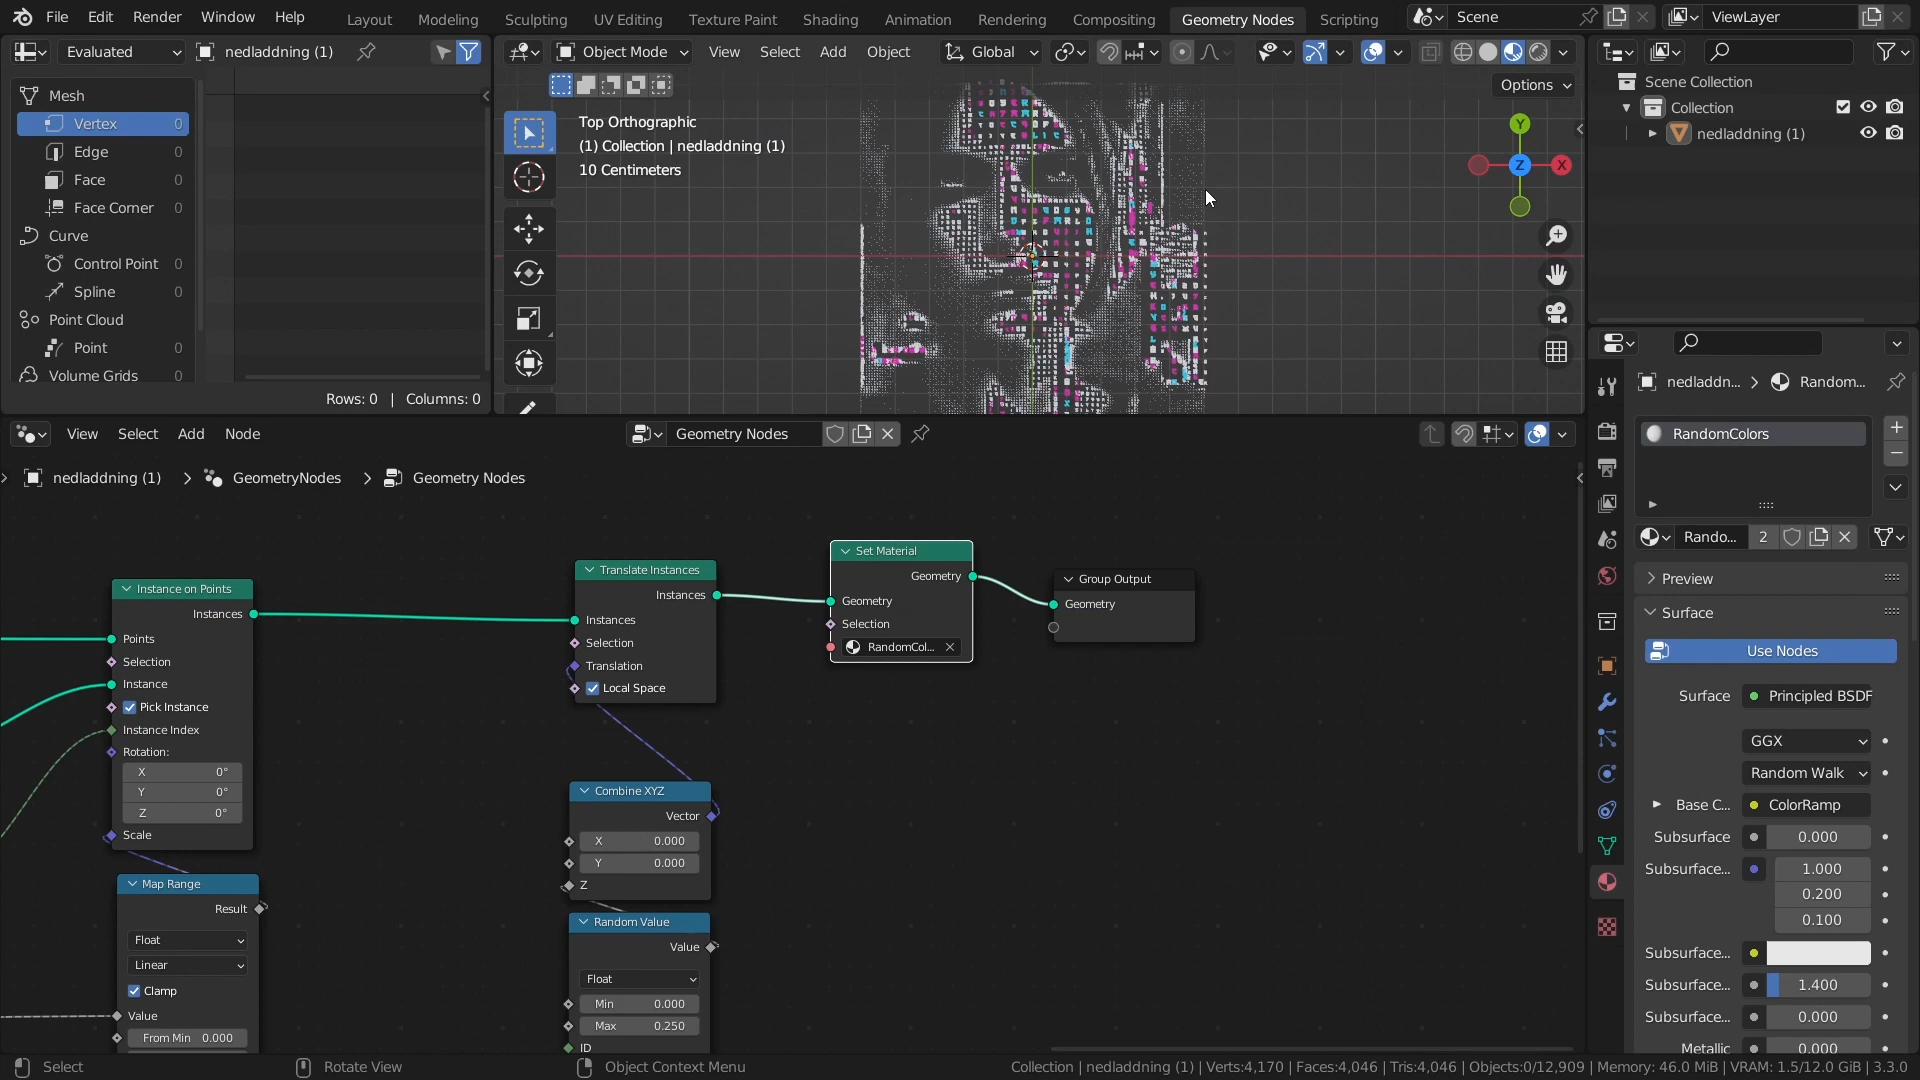 File Edit Render Window Help Layout Modeling Sculpting UV Editing Texture Paint Shading Animation Rendering Compositing Geometry Nodes Scripting Scene ViewLayer
Evaluated nedladdning (1) Object Mode View Select Add Object Global
Options
Mesh
Vertex 0
Edge 0
Face 0
Face Corner 0
Curve
Control Point 0
Spline 0
Point Cloud
Point 0
Volume Grids 0
Rows: 0 | Columns: 0
Top Orthographic
(1) Collection | nedladdning (1)
10 Centimeters
Y
X
Z
Scene Collection
Collection
nedladdning (1)
View Select Add Node Geometry Nodes
nedladdning (1) > GeometryNodes > Geometry Nodes
Instance on Points
Instances
Points
Selection
Instance
Pick Instance
Instance Index
Rotation:
X 0°
Y 0°
Z 0°
Scale
Map Range
Result
Float
Linear
Clamp
Value
From Min 0.000
Translate Instances
Instances
Instances
Selection
Translation
Local Space
Combine XYZ
Vector
X 0.000
Y 0.000
Z
Random Value
Value
Float
Min 0.000
Max 0.250
ID
Set Material
Geometry
Geometry
Selection
RandomCol...
Group Output
Geometry
nedladdn... > Random...
RandomColors
Rando... 2
Preview
Surface
Use Nodes
Surface Principled BSDF
GGX
Random Walk
Base C... ColorRamp
Subsurface 0.000
Subsurface... 1.000
0.200
0.100
Subsurface...
Subsurface... 1.400
Subsurface... 0.000
Metallic 0.000
Select Rotate View Object Context Menu Collection | nedladdning (1) | Verts:4,170 | Faces:4,046 | Tris:4,046 | Objects:0/12,909 | Memory: 46.0 MiB | VRAM: 1.5/12.0 GiB | 3.3.0